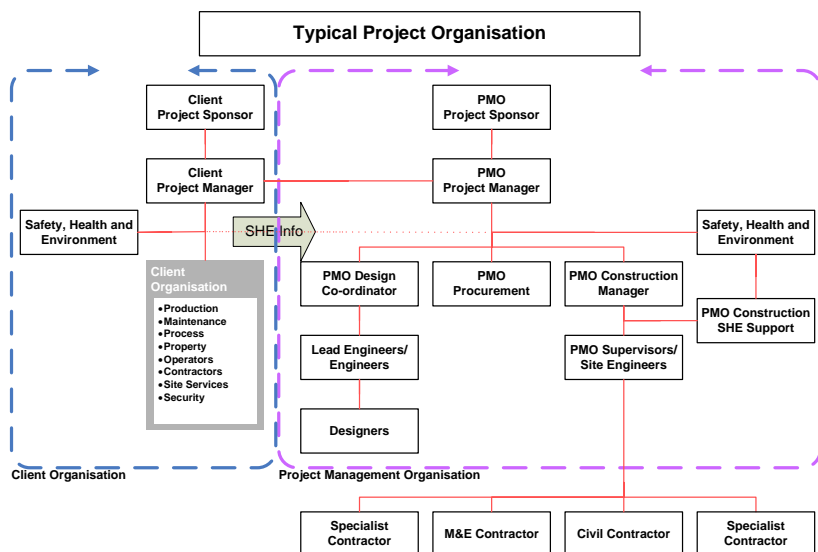 Typical Project Organisation
Client
Project Sponsor
PMO
Project Sponsor
Client
Project Manager
PMO
Project Manager
Safety, Health and
Environment
SHE Info
Safety, Health and
Environment
Client
Organisation
•Production
•Maintenance
•Process
•Property
•Operators
•Contractors
•Site Services
•Security
PMO Design
Co-ordinator
PMO
Procurement
PMO Construction
Manager
PMO Construction
SHE Support
Lead Engineers/
Engineers
PMO Supervisors/
Site Engineers
Designers
Client Organisation
Project Management Organisation
Specialist
Contractor
M&E Contractor
Civil Contractor
Specialist
Contractor